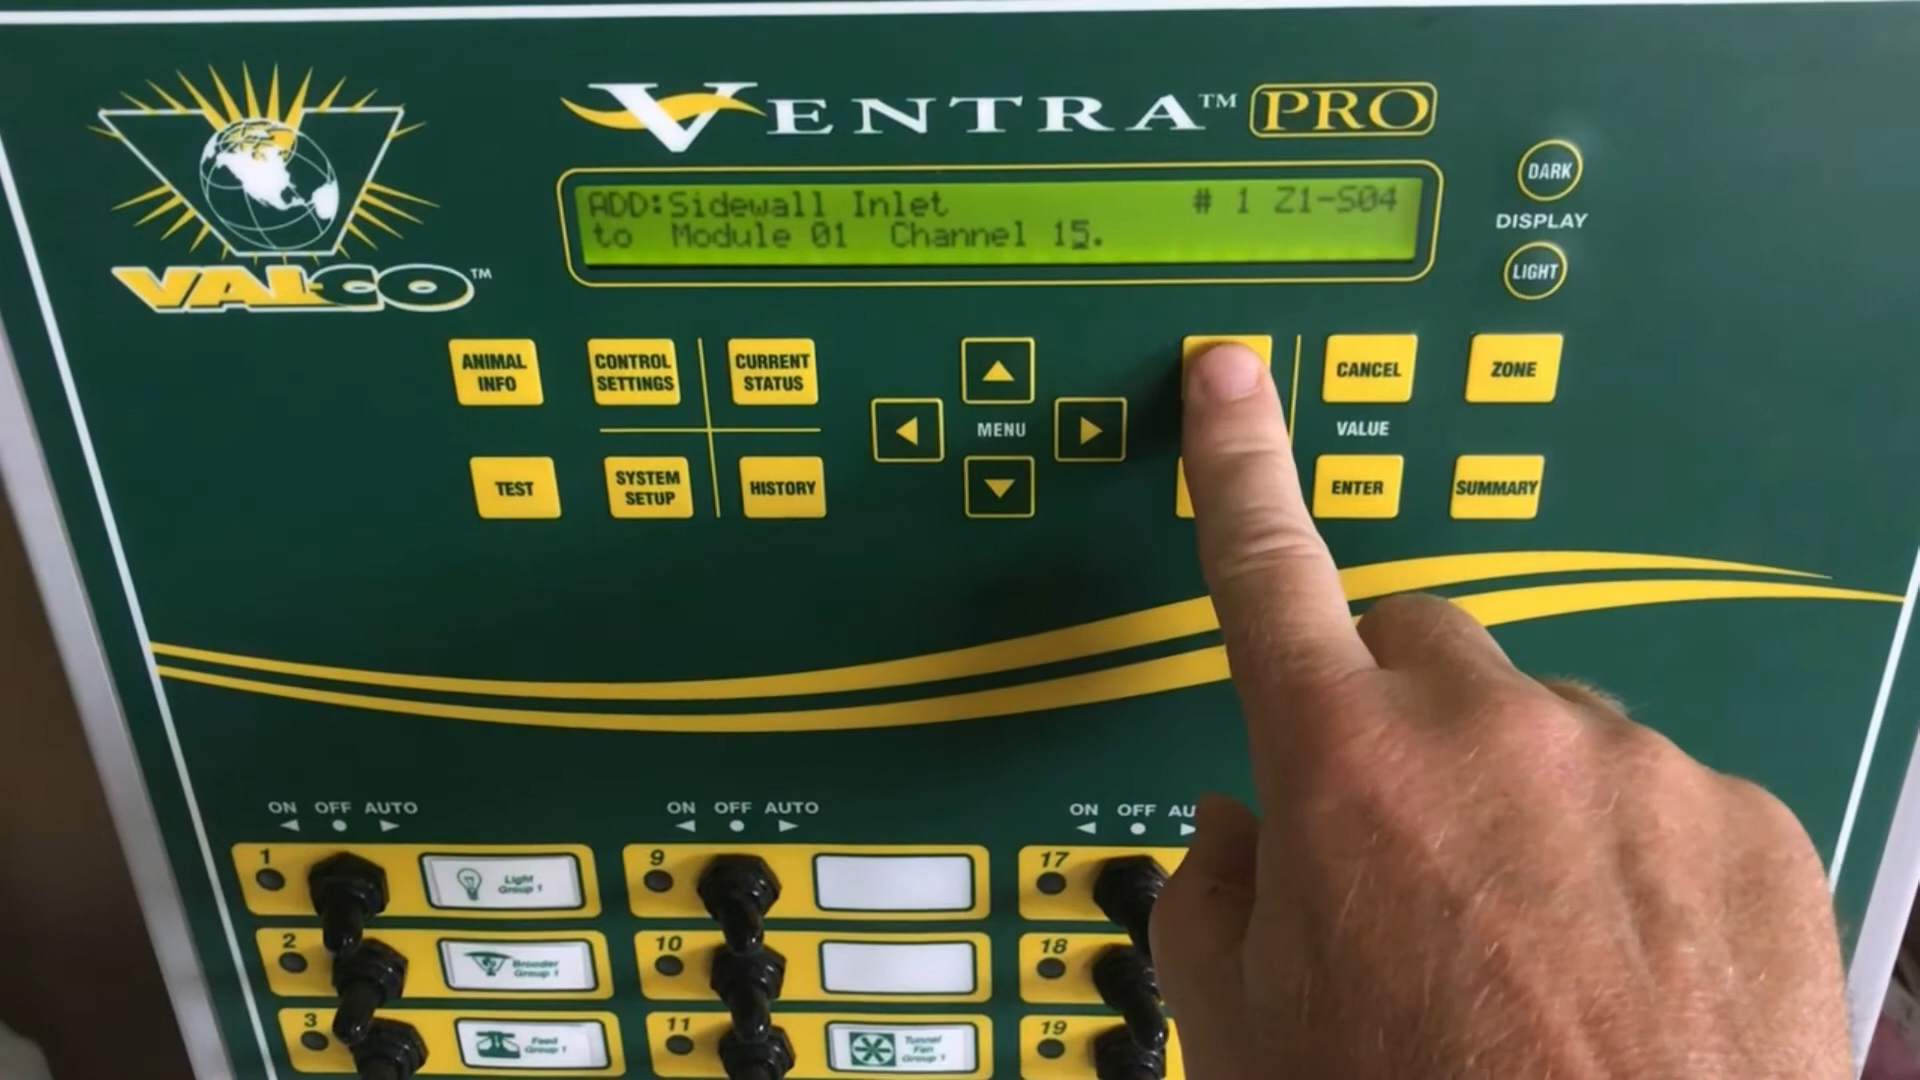 VENTRA™ PRO
VAL-CO™
ADD:Sidewall Inlet # 1 Z1-S04
to Module 01 Channel 15.
DARK
DISPLAY
LIGHT
ANIMAL INFO
CONTROL SETTINGS
CURRENT STATUS
MENU
CANCEL
ZONE
VALUE
TEST
SYSTEM SETUP
HISTORY
ENTER
SUMMARY
ON OFF AUTO
ON OFF AUTO
ON OFF AU
1
Light
Group 1
9
17
2
Brooder
Group 1
10
18
3
Feed
Group 1
11
Tunnel
Fan
Group 1
19